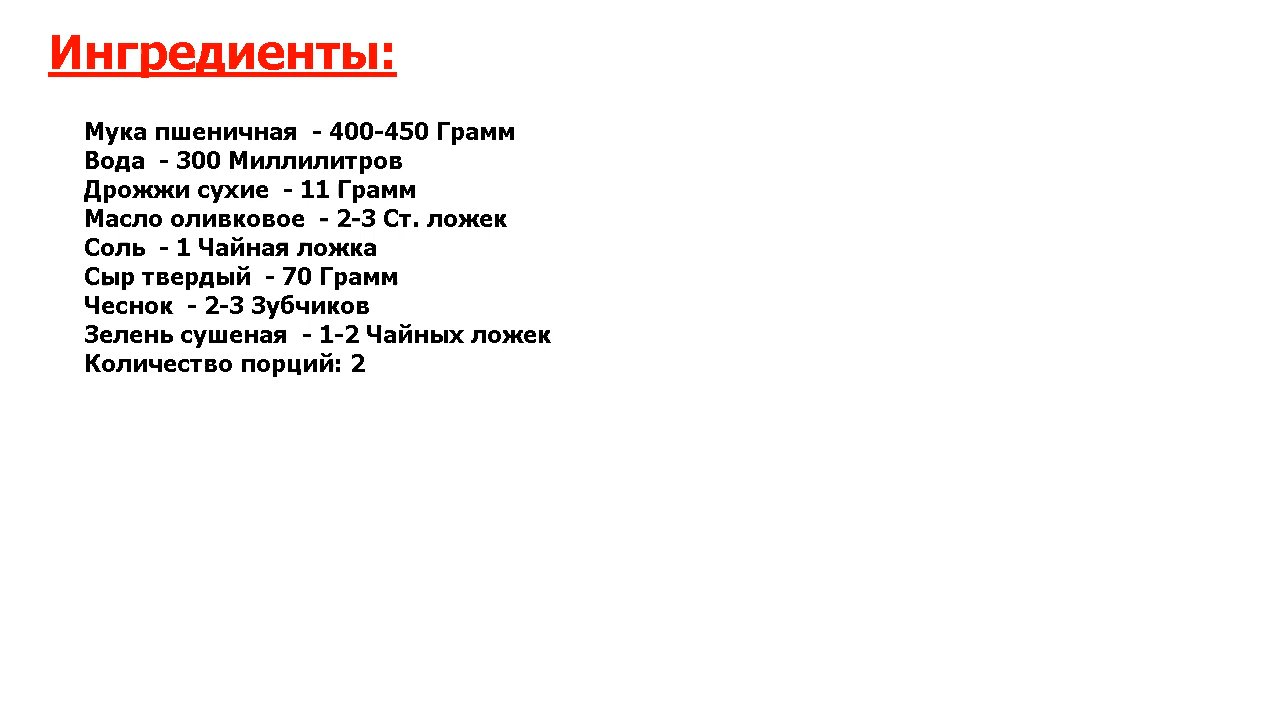 Ингредиенты:
Мука пшеничная  - 400-450 Грамм
Вода  - 300 Миллилитров
Дрожжи сухие  - 11 Грамм
Масло оливковое  - 2-3 Ст. ложек
Соль  - 1 Чайная ложка
Сыр твердый  - 70 Грамм
Чеснок  - 2-3 Зубчиков
Зелень сушеная  - 1-2 Чайных ложек
Количество порций: 2